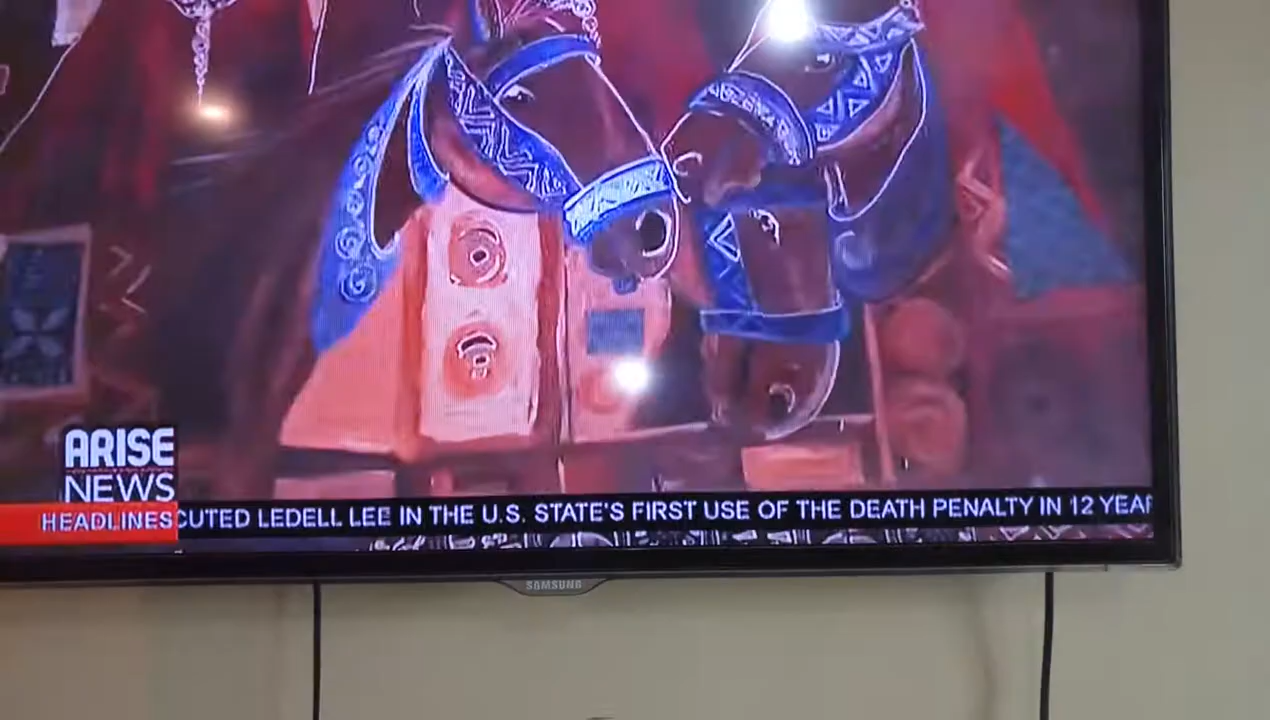 ARISE
NEWS
HEADLINES
CUTED LEDELL LEE IN THE U.S. STATE'S FIRST USE OF THE DEATH PENALTY IN 12 YEAR
SAMSUNG